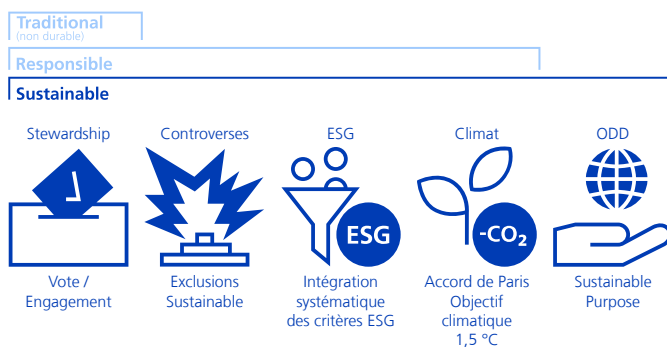 Traditional
(non durable)
Responsible
Sustainable
Stewardship
Controverses
ESG
Climat
ODD
ESG
-CO₂
Vote /
Engagement
Exclusions
Sustainable
Intégration
systématique
des critères ESG
Accord de Paris
Objectif
climatique
1,5 °C
Sustainable
Purpose